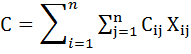 C = ∑_{i=1}^{n} ∑_{j=1}^{n} C_{ij} X_{ij}